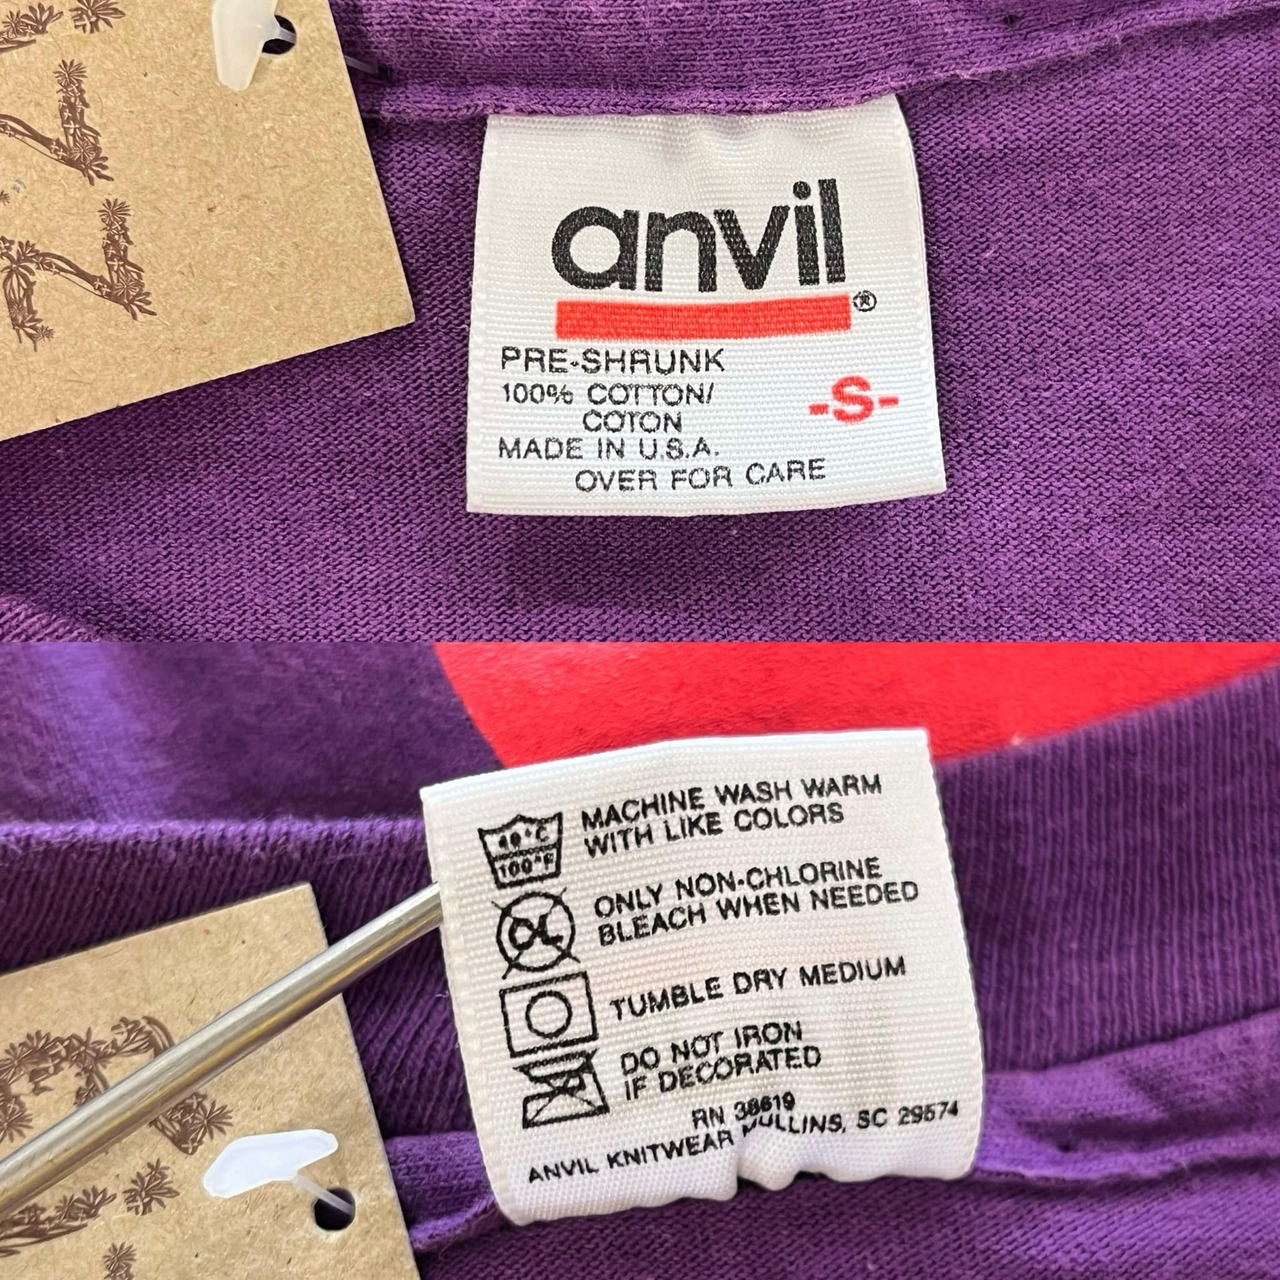 anvil®
PRE-SHRUNK
100% COTTON/
COTON
-S-
MADE IN U.S.A.
OVER FOR CARE
40°C
100°F
MACHINE WASH WARM
WITH LIKE COLORS
CL
ONLY NON-CHLORINE
BLEACH WHEN NEEDED
TUMBLE DRY MEDIUM
DO NOT IRON
IF DECORATED
RN 38619
ANVIL KNITWEAR MULLINS, SC 29574